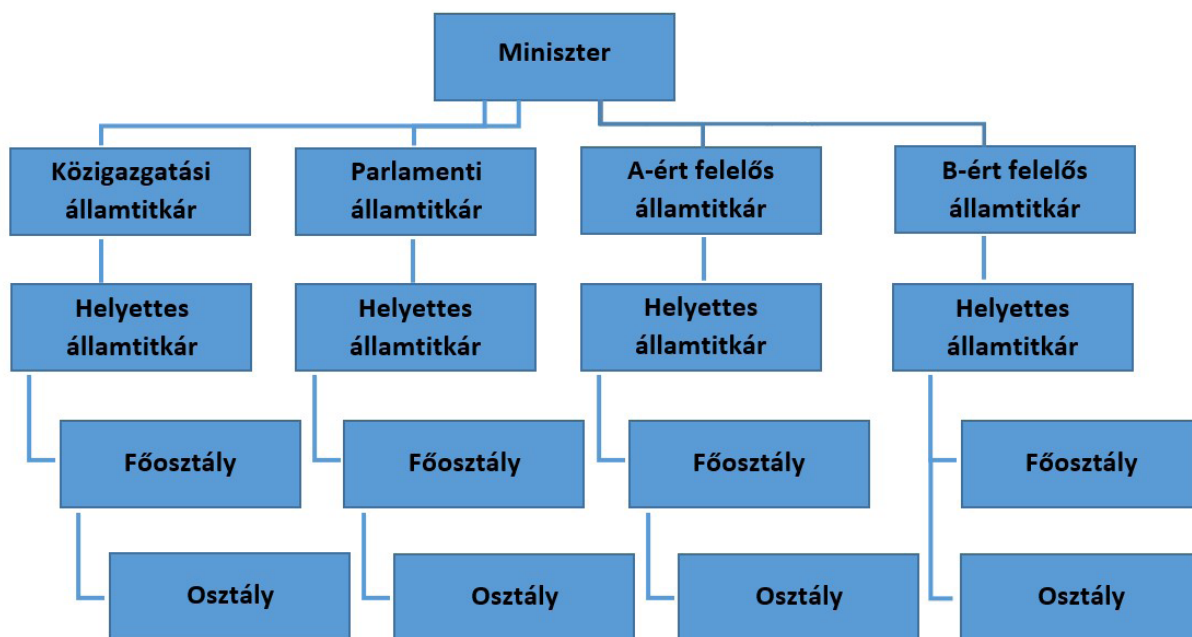 Miniszter
Közigazgatási
államtitkár
Parlamenti
államtitkár
A-ért felelős
államtitkár
B-ért felelős
államtitkár
Helyettes
államtitkár
Helyettes
államtitkár
Helyettes
államtitkár
Helyettes
államtitkár
Főosztály
Főosztály
Főosztály
Főosztály
Osztály
Osztály
Osztály
Osztály